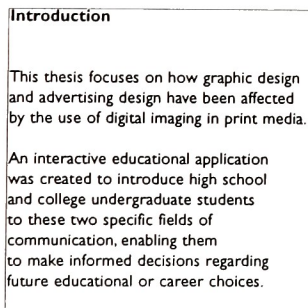 Introduction
This thesis focuses on how graphic design
and advertising design have been affected
by the use of digital imaging in print media.
An interactive educational application
was created to introduce high school
and college undergraduate students
to these two specific fields of
communication, enabling them
to make informed decisions regarding
future educational or career choices.